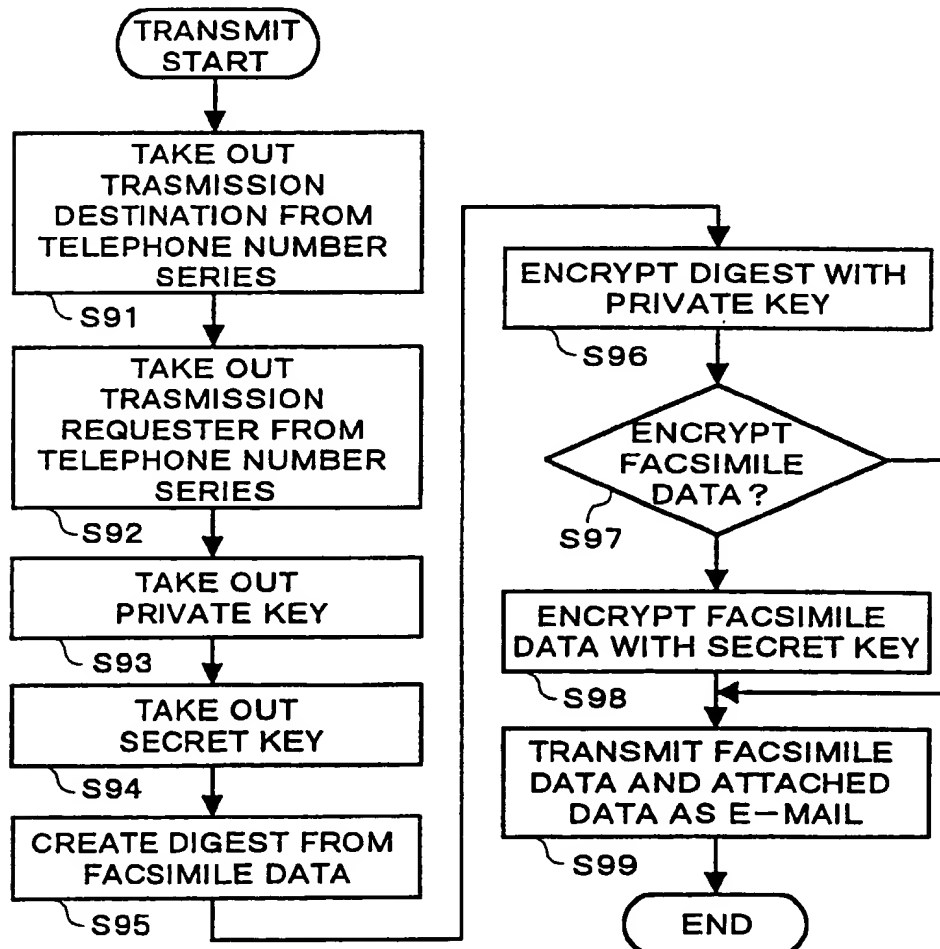 TRANSMIT
START
TAKE OUT
TRASMISSION
DESTINATION FROM
TELEPHONE NUMBER
SERIES
S91
TAKE OUT
TRASMISSION
REQUESTER FROM
TELEPHONE NUMBER
SERIES
S92
TAKE OUT
PRIVATE KEY
S93
TAKE OUT
SECRET KEY
S94
CREATE DIGEST FROM
FACSIMILE DATA
S95
ENCRYPT DIGEST WITH
PRIVATE KEY
S96
ENCRYPT
FACSIMILE
DATA?
S97
ENCRYPT FACSIMILE
DATA WITH SECRET KEY
S98
TRANSMIT FACSIMILE
DATA AND ATTACHED
DATA AS E-MAIL
S99
END